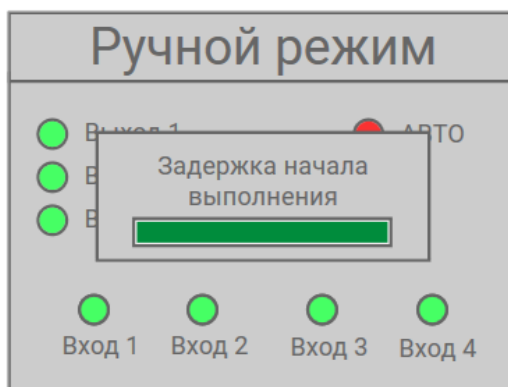 Ручной режим
Выход 1
АВТО
Задержка начала
выполнения
В
В
Вход 1 Вход 2 Вход 3 Вход 4